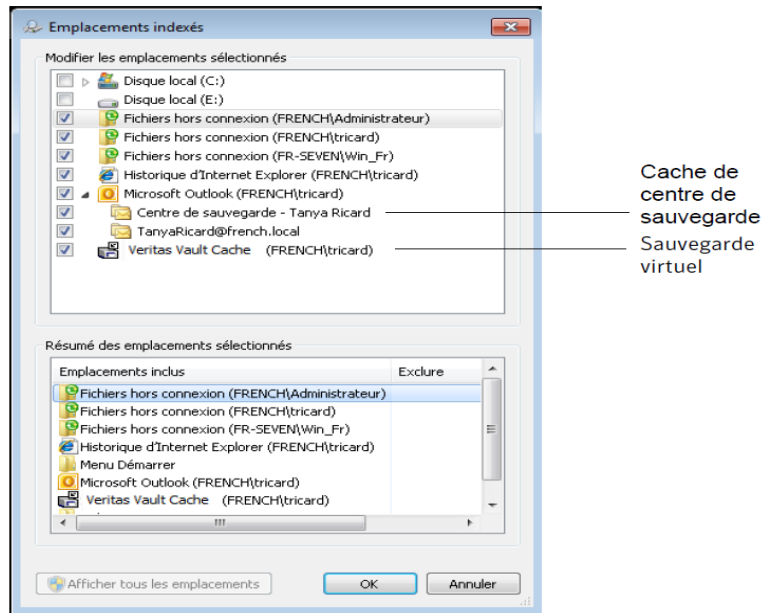 Emplacements indexés
Modifier les emplacements sélectionnés
Disque local (C:)
Disque local (E:)
Fichiers hors connexion (FRENCH\Administrateur)
Fichiers hors connexion (FRENCH\tricard)
Fichiers hors connexion (FR-SEVEN\Win_Fr)
Historique d'Internet Explorer (FRENCH\tricard)
Microsoft Outlook (FRENCH\tricard)
Centre de sauvegarde - Tanya Ricard
TanyaRicard@french.local
Veritas Vault Cache (FRENCH\tricard)
Cache de
centre de
sauvegarde
Sauvegarde
virtuel
Résumé des emplacements sélectionnés
Emplacements inclus Exclure
Fichiers hors connexion (FRENCH\Administrateur)
Fichiers hors connexion (FRENCH\tricard)
Fichiers hors connexion (FR-SEVEN\Win_Fr)
Historique d'Internet Explorer (FRENCH\tricard)
Menu Démarrer
Microsoft Outlook (FRENCH\tricard)
Veritas Vault Cache (FRENCH\tricard)
Afficher tous les emplacements OK Annuler